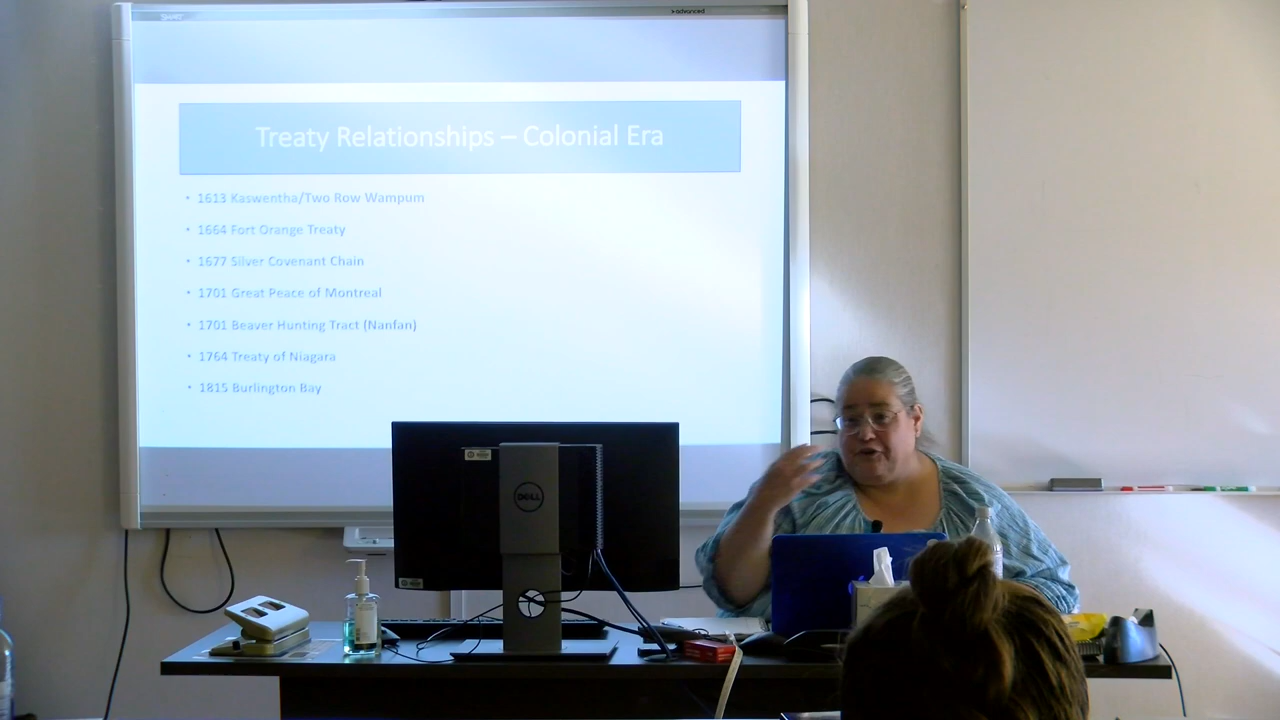 SMART
Treaty Relationships – Colonial Era
• 1613 Kaswentha/Two Row Wampum
• 1664 Fort Orange Treaty
• 1677 Silver Covenant Chain
• 1701 Great Peace of Montreal
• 1701 Beaver Hunting Tract (Nanfan)
• 1764 Treaty of Niagara
• 1815 Burlington Bay
DELL